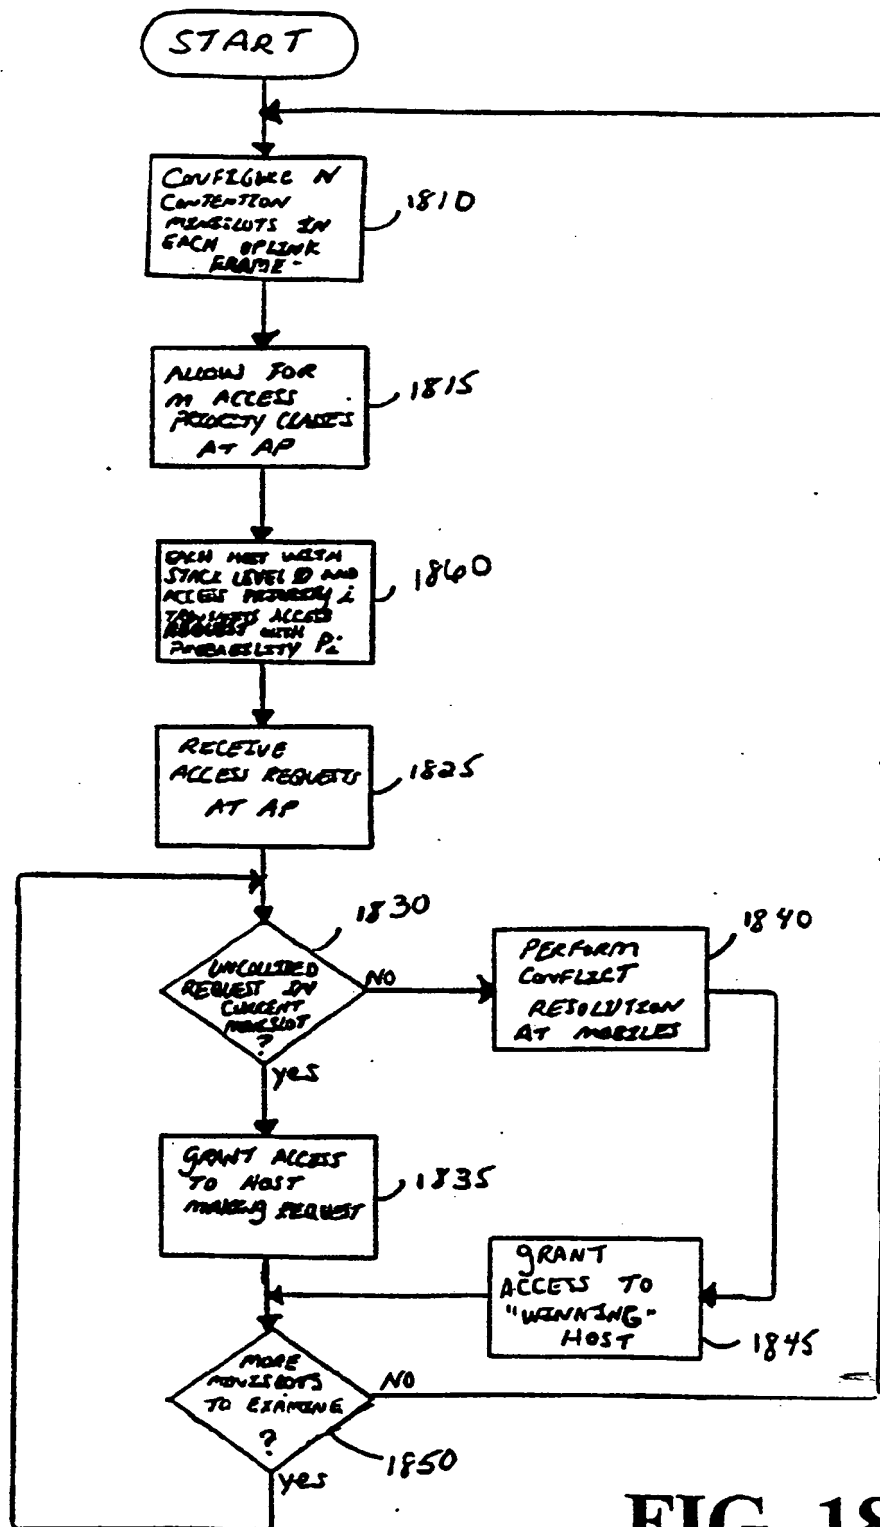 START
CONFIGURE N
CONTENTION
MINISLOTS IN
EACH UPLINK
FRAME
1810
ALLOW FOR
M ACCESS
PRIORITY CLASSES
AT AP
1815
EACH HOST WITH
STACK LEVEL 0 AND
ACCESS PRIORITY i
TRANSMITS ACCESS
REQUEST WITH
PROBABILITY Pi
1860
RECEIVE
ACCESS REQUESTS
AT AP
1825
1830
UNCOLLIDED
REQUEST IN
CURRENT
MINISLOT
?
NO
yes
PERFORM
CONFLICT
RESOLUTION
AT MOBILES
1840
GRANT ACCESS
TO HOST
MAKING REQUEST
1835
GRANT
ACCESS TO
"WINNING"
HOST
1845
MORE
MINISLOTS
TO EXAMINE
?
NO
yes
1850
FIG. 18